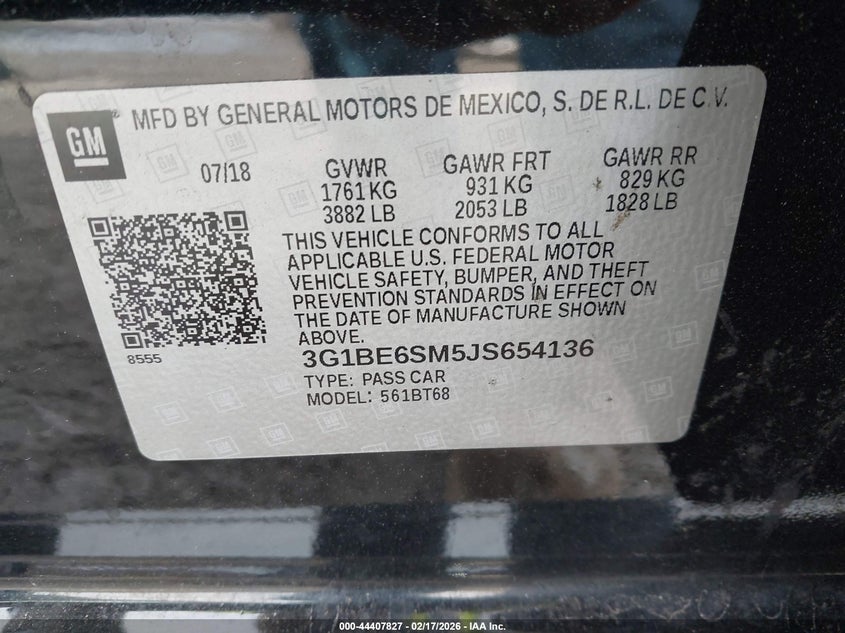 GM
MFD BY GENERAL MOTORS DE MEXICO, S. DE R.L. DE C.V.
07/18 GVWR GAWR FRT GAWR RR
1761 KG 931 KG 829 KG
3882 LB 2053 LB 1828 LB
THIS VEHICLE CONFORMS TO ALL
APPLICABLE U.S. FEDERAL MOTOR
VEHICLE SAFETY, BUMPER, AND THEFT
PREVENTION STANDARDS IN EFFECT ON
THE DATE OF MANUFACTURE SHOWN
ABOVE.
8555
3G1BE6SM5JS654136
TYPE: PASS CAR
MODEL: 561BT68
000-44407827 - 02/17/2026 - IAA Inc.